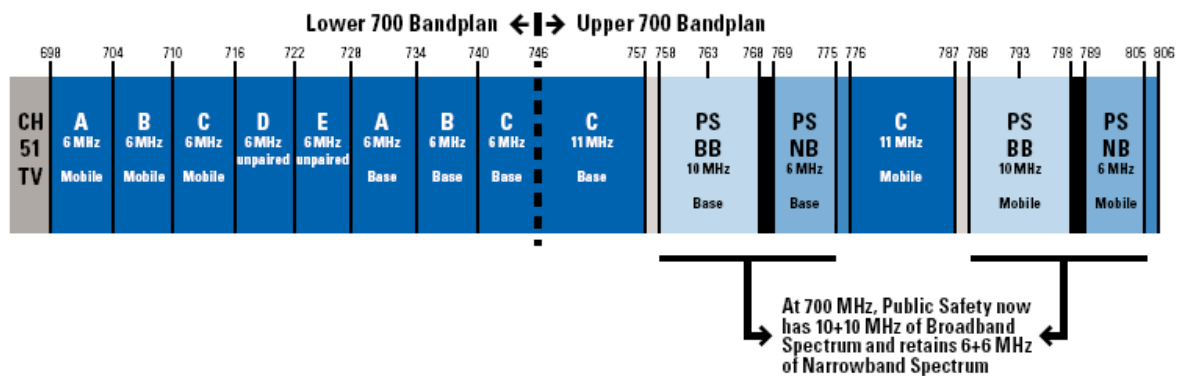 Lower 700 Bandplan Upper 700 Bandplan
698 704 710 716 722 728 734 740 746 757 758 763 768 769 775 776 787 788 793 798 789 805 806
CH
51
TV
A
6 MHz
Mobile
B
6 MHz
Mobile
C
6 MHz
Mobile
D
6 MHz
unpaired
E
6 MHz
unpaired
A
6 MHz
Base
B
6 MHz
Base
C
6 MHz
Base
C
11 MHz
Base
PS
BB
10 MHz
Base
PS
NB
6 MHz
Base
C
11 MHz
Mobile
PS
BB
10 MHz
Mobile
PS
NB
6 MHz
Mobile
At 700 MHz, Public Safety now
has 10+10 MHz of Broadband
Spectrum and retains 6+6 MHz
of Narrowband Spectrum